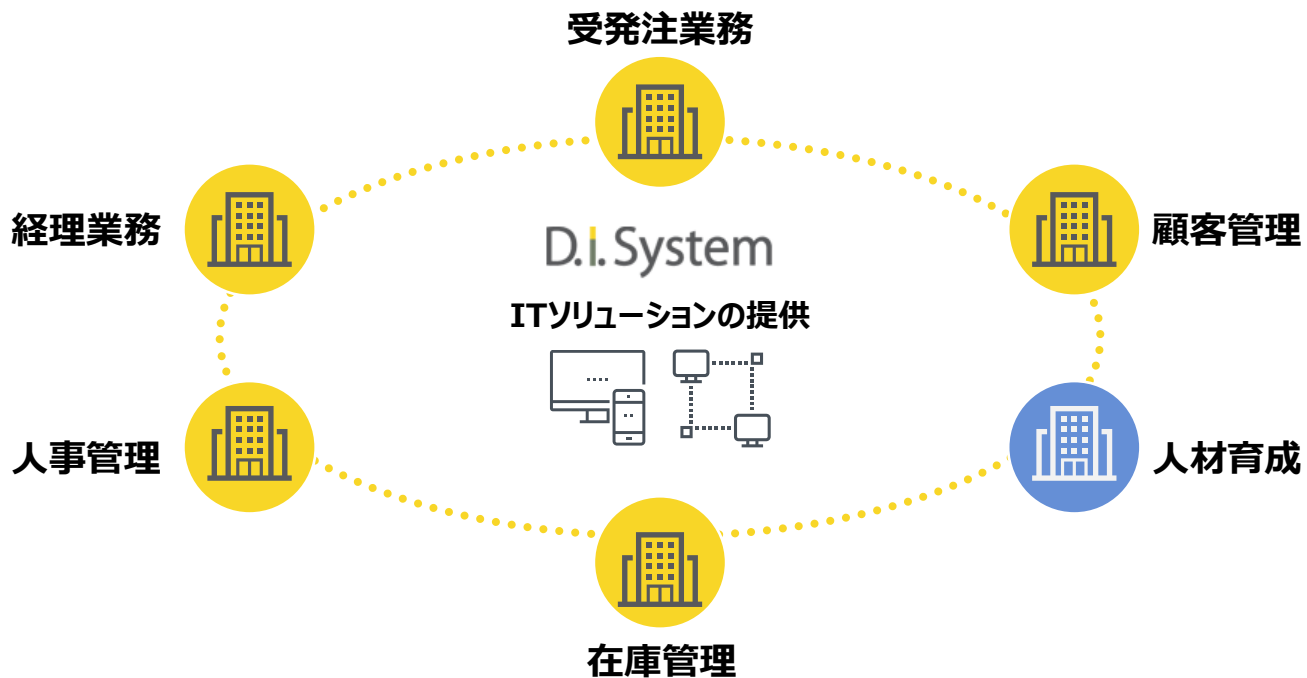 受発注業務
経理業務
顧客管理
D.i.System
ITソリューションの提供
人事管理
人材育成
在庫管理